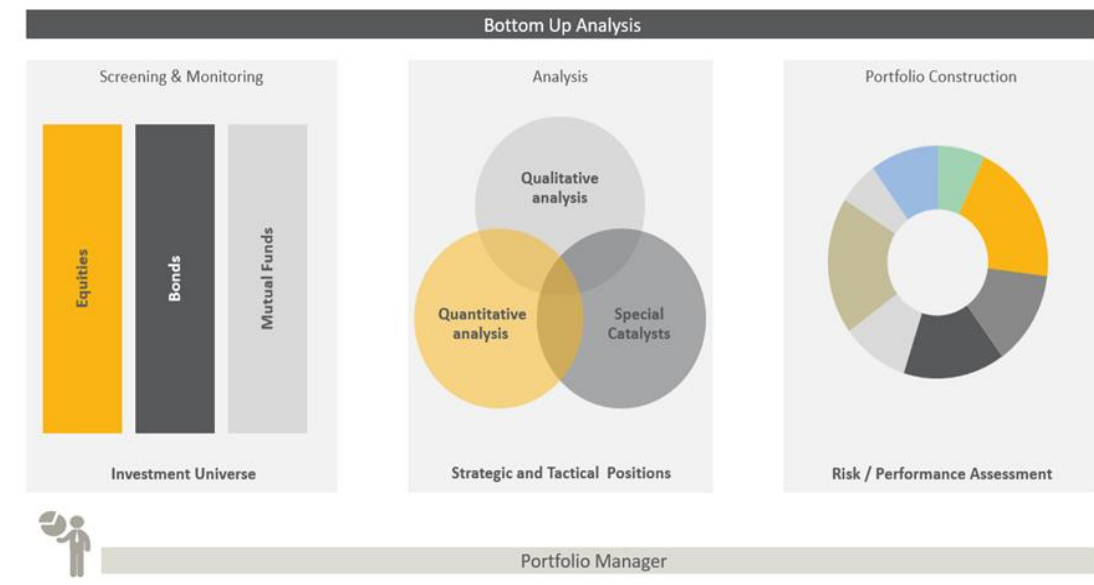 Bottom Up Analysis
Screening & Monitoring
Equities
Bonds
Mutual Funds
Investment Universe
Analysis
Qualitative
analysis
Quantitative
analysis
Special
Catalysts
Strategic and Tactical Positions
Portfolio Construction
Risk / Performance Assessment
Portfolio Manager